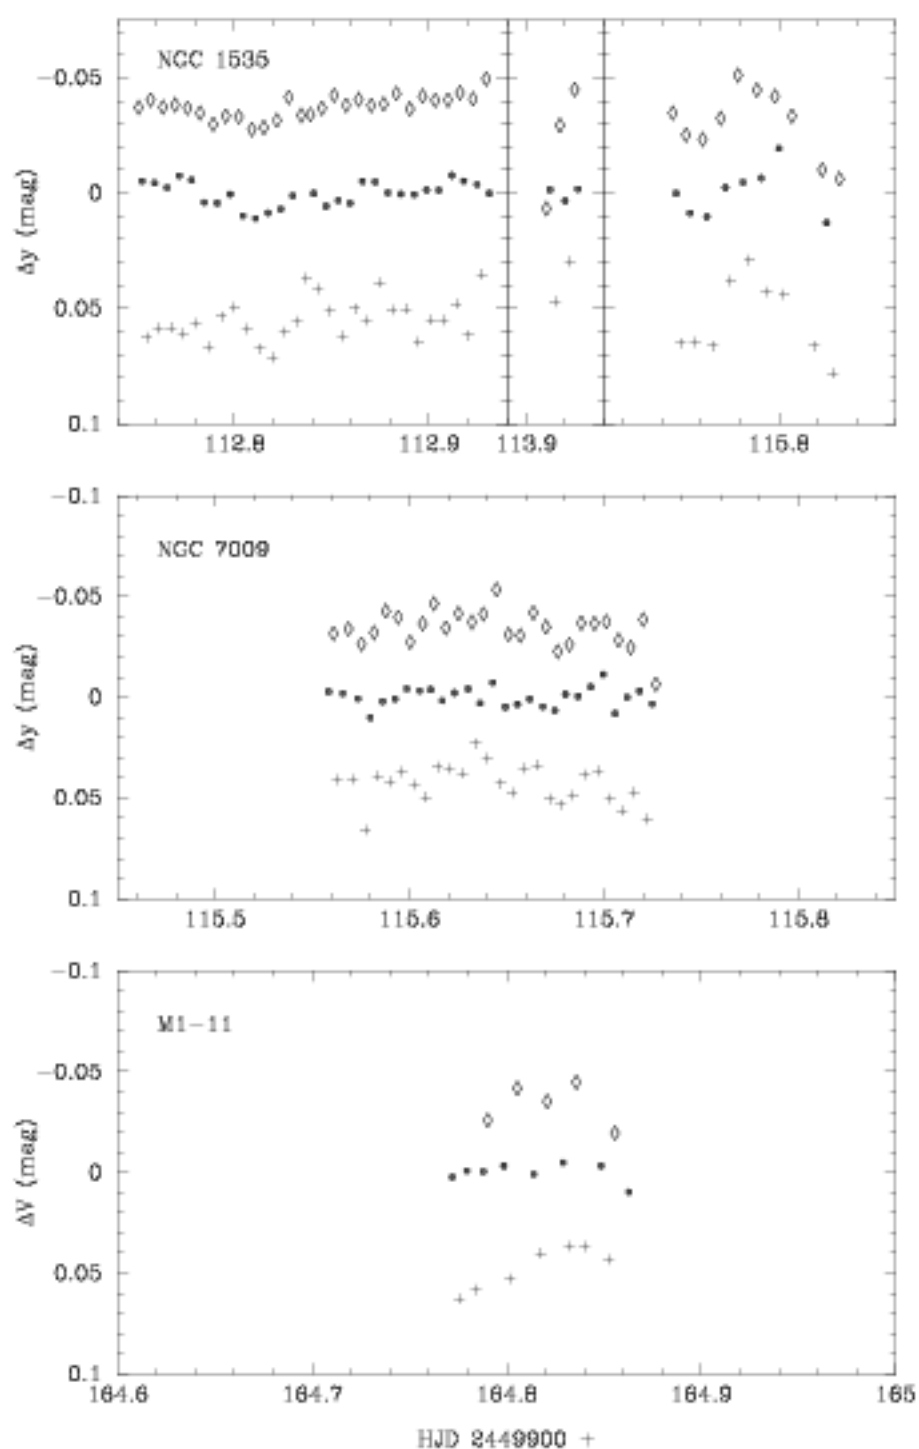 NGC 1535
−0.05
0
0.05
0.1
Δy (mag)
112.8 112.9 113.9 115.8
−0.1
NGC 7009
−0.05
0
0.05
0.1
Δy (mag)
115.5 115.6 115.7 115.8
−0.1
M1−11
−0.05
0
0.05
0.1
ΔV (mag)
164.6 164.7 164.8 164.9 165
HJD 2449900 +